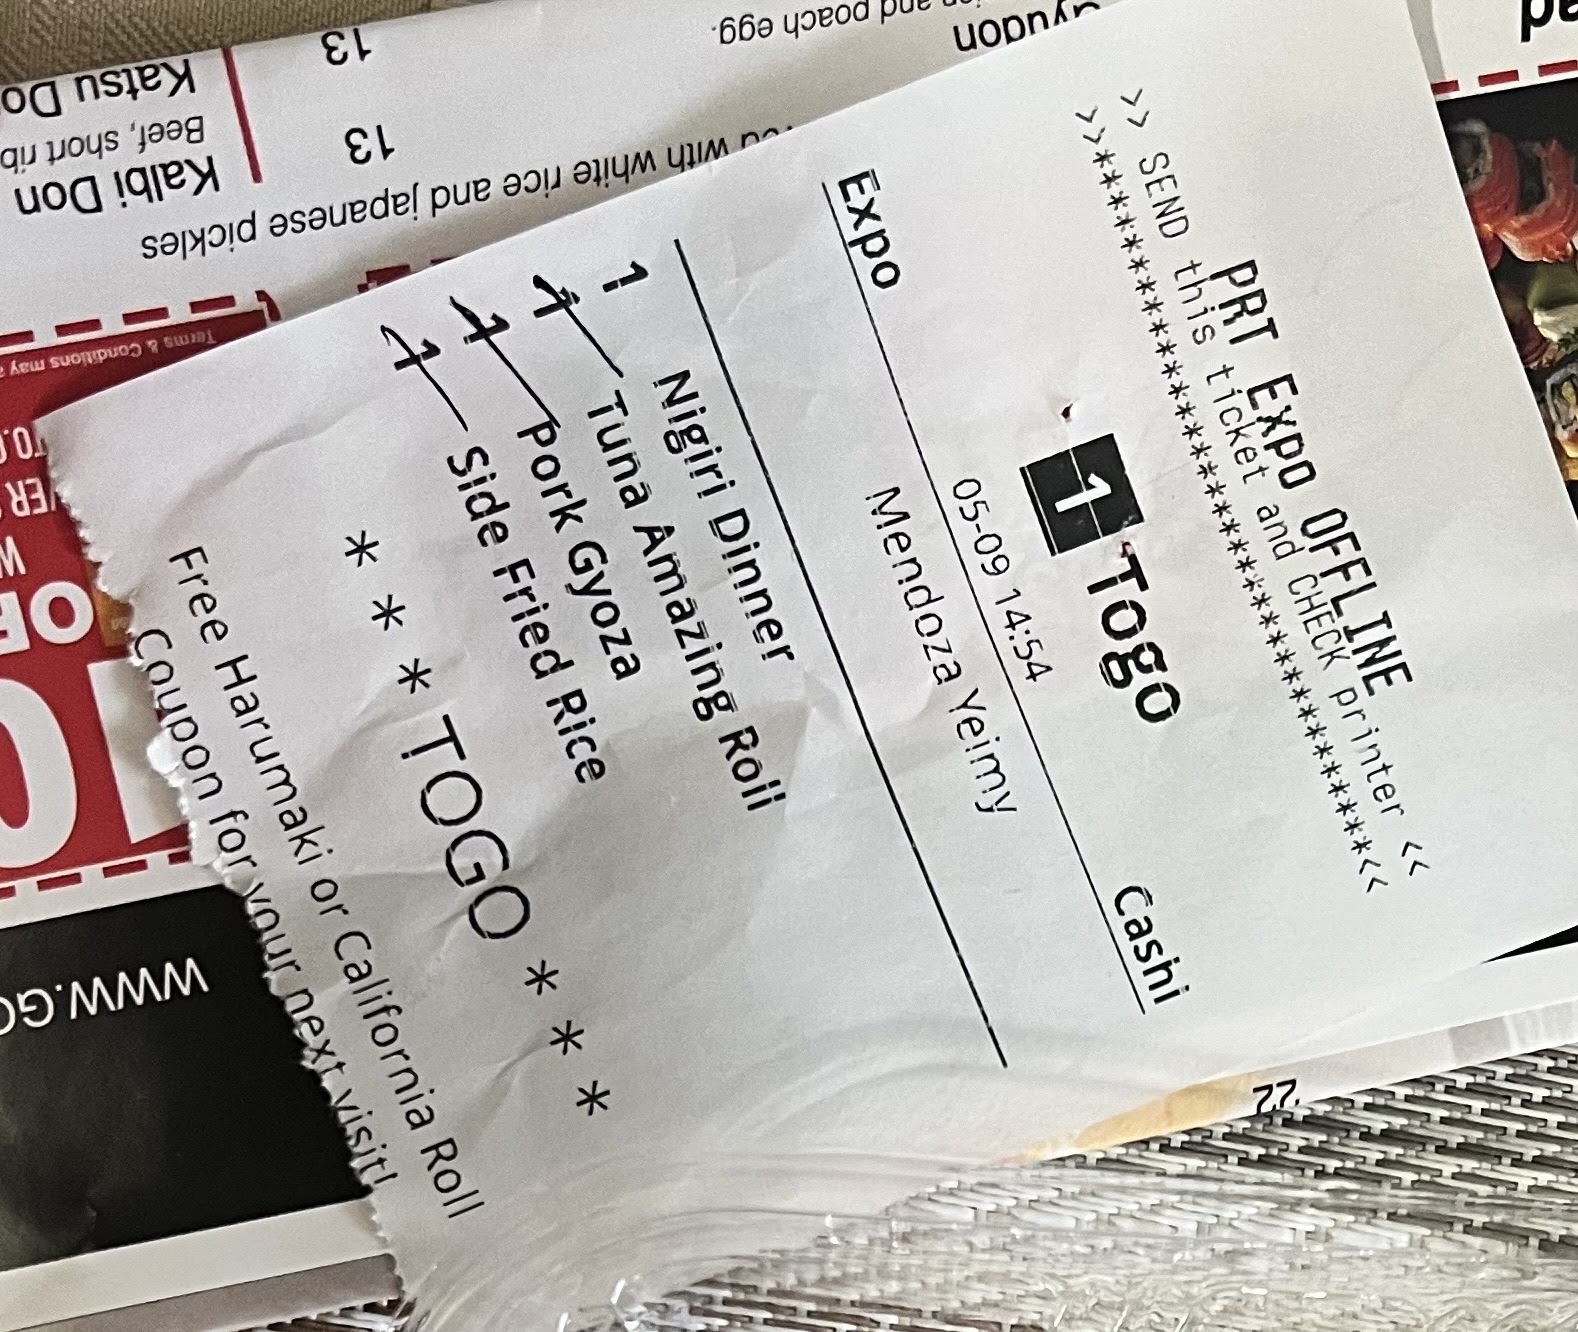 >>**********************************<<
>> SEND this ticket and CHECK printer <<
PRT Expo OFFLINE
1 Togo
Expo
Cashi
05-09 14:54
Mendoza Yeimy
1 Nigiri Dinner
1 Tuna Amazing Roll
1 Pork Gyoza
1 Side Fried Rice
* * * TOGO * * *
Free Harumaki or California Roll
Coupon for your next visit!
with white rice and japanese pickles
Kalbi Don 13
Beef, short rib
Katsu Do 13
Gyudon
and poach egg.
Terms & Conditions may
WWW.GO
22